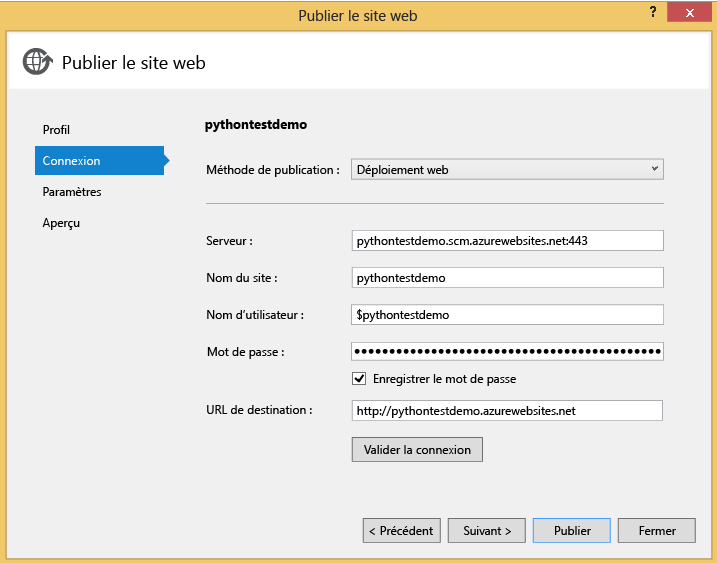 Publier le site web
?
x
Publier le site web
Profil
Connexion
Paramètres
Aperçu
pythontestdemo
Méthode de publication : Déploiement web
Serveur : pythontestdemo.scm.azurewebsites.net:443
Nom du site : pythontestdemo
Nom d'utilisateur : $pythontestdemo
Mot de passe :
Enregistrer le mot de passe
URL de destination : http://pythontestdemo.azurewebsites.net
Valider la connexion
< Précédent Suivant > Publier Fermer